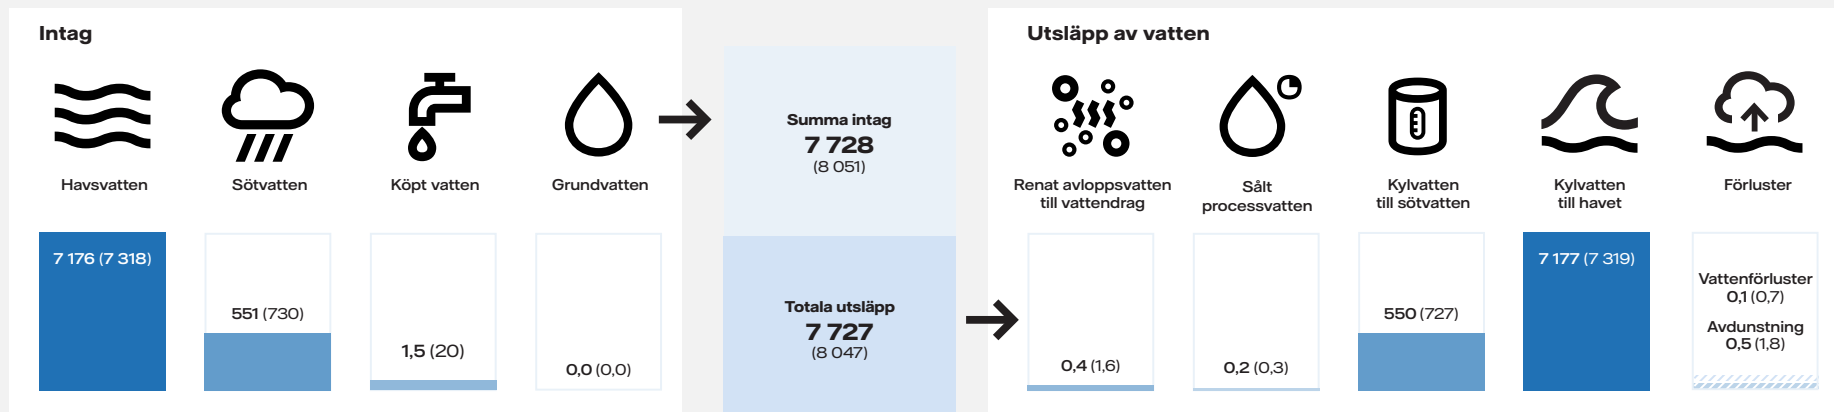 Intag
Havsvatten
Sötvatten
Köpt vatten
Grundvatten
7 176 (7 318)
551 (730)
1,5 (20)
0,0 (0,0)
Summa intag
7 728
(8 051)
Totala utsläpp
7 727
(8 047)
Utsläpp av vatten
Renat avloppsvatten
till vattendrag
Sålt
processvatten
Kylvatten
till sötvatten
Kylvatten
till havet
Förluster
0,4 (1,6)
0,2 (0,3)
550 (727)
7 177 (7 319)
Vattenförluster
0,1 (0,7)
Avdunstning
0,5 (1,8)